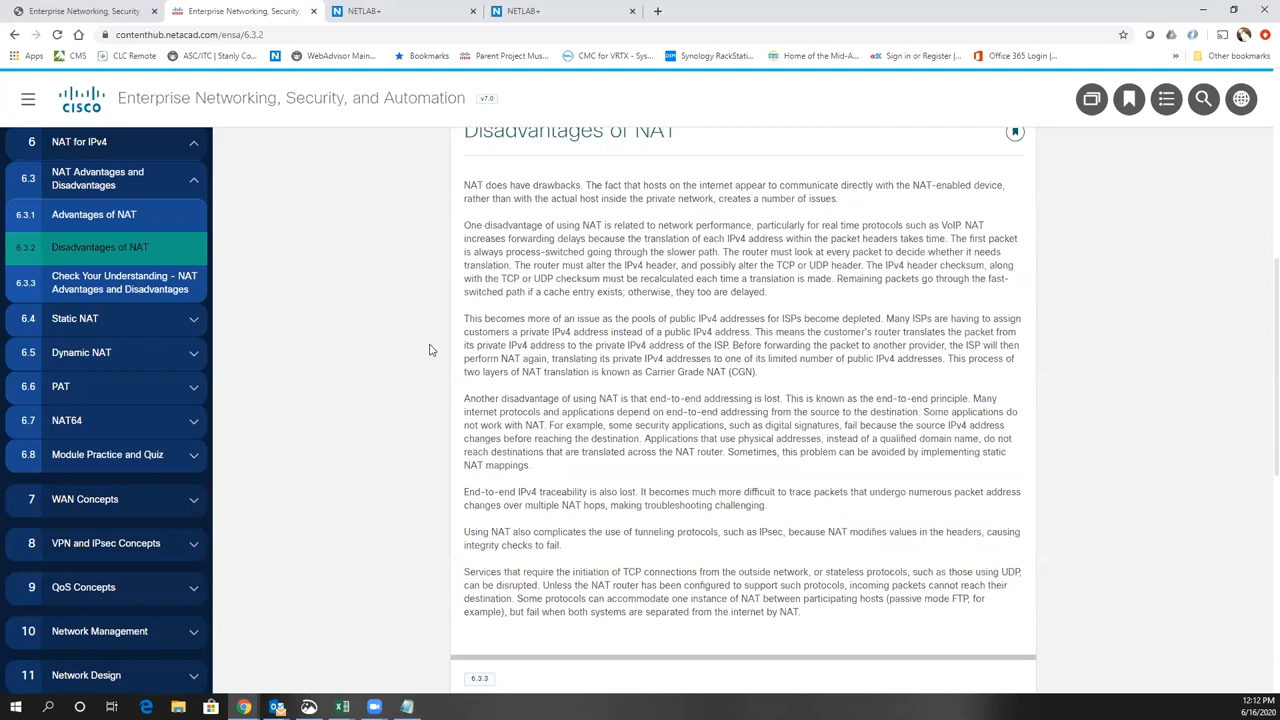 Enterprise Networking, Security,
Enterprise Networking, Security,
NETLAB+
NETLAB+
contenthub.netacad.com/ensa/6.3.2
Apps
CMS
CLC Remote
ASC/ITC | Stanly Co...
WebAdvisor Main...
Bookmarks
Parent Project Mus...
CMC for VRTX - Sys...
Synology RackStati...
Home of the Mid-A...
Sign in or Register |...
Office 365 Login |...
Other bookmarks
CISCO
Enterprise Networking, Security, and Automation
v7.0
6 NAT for IPv4
6.3 NAT Advantages and
Disadvantages
6.3.1 Advantages of NAT
6.3.2 Disadvantages of NAT
6.3.3 Check Your Understanding - NAT
Advantages and Disadvantages
6.4 Static NAT
6.5 Dynamic NAT
6.6 PAT
6.7 NAT64
6.8 Module Practice and Quiz
7 WAN Concepts
8 VPN and IPsec Concepts
9 QoS Concepts
10 Network Management
11 Network Design
Disadvantages of NAT
NAT does have drawbacks. The fact that hosts on the internet appear to communicate directly with the NAT-enabled device,
rather than with the actual host inside the private network, creates a number of issues.
One disadvantage of using NAT is related to network performance, particularly for real time protocols such as VoIP. NAT
increases forwarding delays because the translation of each IPv4 address within the packet headers takes time. The first packet
is always process-switched going through the slower path. The router must look at every packet to decide whether it needs
translation. The router must alter the IPv4 header, and possibly alter the TCP or UDP header. The IPv4 header checksum, along
with the TCP or UDP checksum must be recalculated each time a translation is made. Remaining packets go through the fast-
switched path if a cache entry exists; otherwise, they too are delayed.
This becomes more of an issue as the pools of public IPv4 addresses for ISPs become depleted. Many ISPs are having to assign
customers a private IPv4 address instead of a public IPv4 address. This means the customer's router translates the packet from
its private IPv4 address to the private IPv4 address of the ISP. Before forwarding the packet to another provider, the ISP will then
perform NAT again, translating its private IPv4 addresses to one of its limited number of public IPv4 addresses. This process of
two layers of NAT translation is known as Carrier Grade NAT (CGN).
Another disadvantage of using NAT is that end-to-end addressing is lost. This is known as the end-to-end principle. Many
internet protocols and applications depend on end-to-end addressing from the source to the destination. Some applications do
not work with NAT. For example, some security applications, such as digital signatures, fail because the source IPv4 address
changes before reaching the destination. Applications that use physical addresses, instead of a qualified domain name, do not
reach destinations that are translated across the NAT router. Sometimes, this problem can be avoided by implementing static
NAT mappings.
End-to-end IPv4 traceability is also lost. It becomes much more difficult to trace packets that undergo numerous packet address
changes over multiple NAT hops, making troubleshooting challenging.
Using NAT also complicates the use of tunneling protocols, such as IPsec, because NAT modifies values in the headers, causing
integrity checks to fail.
Services that require the initiation of TCP connections from the outside network, or stateless protocols, such as those using UDP,
can be disrupted. Unless the NAT router has been configured to support such protocols, incoming packets cannot reach their
destination. Some protocols can accommodate one instance of NAT between participating hosts (passive mode FTP, for
example), but fail when both systems are separated from the internet by NAT.
6.3.3
12:12 PM
6/16/2020